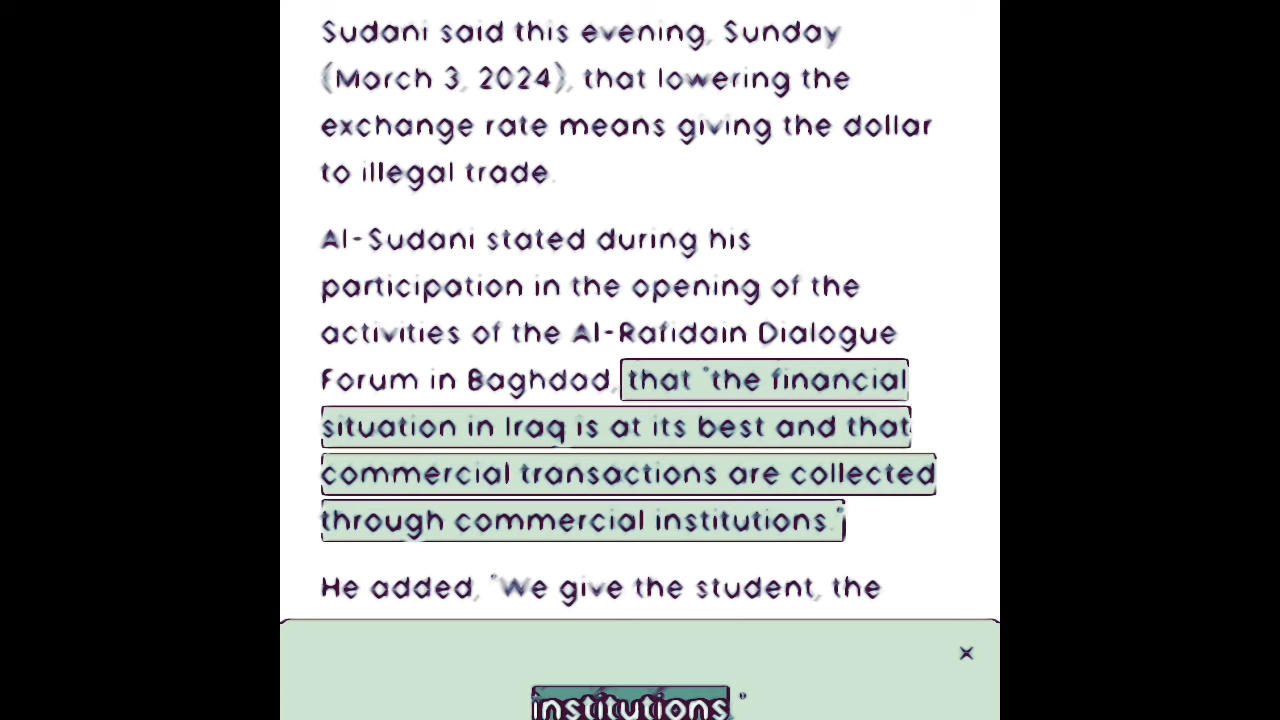 Sudani said this evening, Sunday
(March 3, 2024), that lowering the
exchange rate means giving the dollar
to illegal trade.
Al-Sudani stated during his
participation in the opening of the
activities of the Al-Rafidain Dialogue
Forum in Baghdad, that "the financial
situation in Iraq is at its best and that
commercial transactions are collected
through commercial institutions."
He added, "We give the student, the
×
institutions."